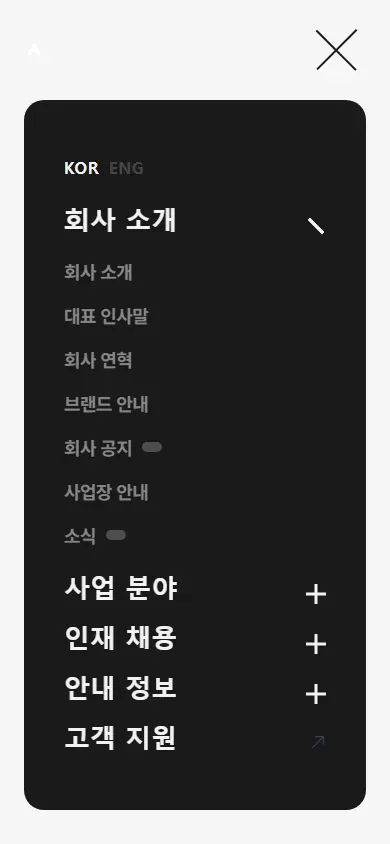 KOR ENG
회사 소개
회사 소개
대표 인사말
회사 연혁
브랜드 안내
회사 공지
사업장 안내
소식
사업 분야
인재 채용
안내 정보
고객 지원